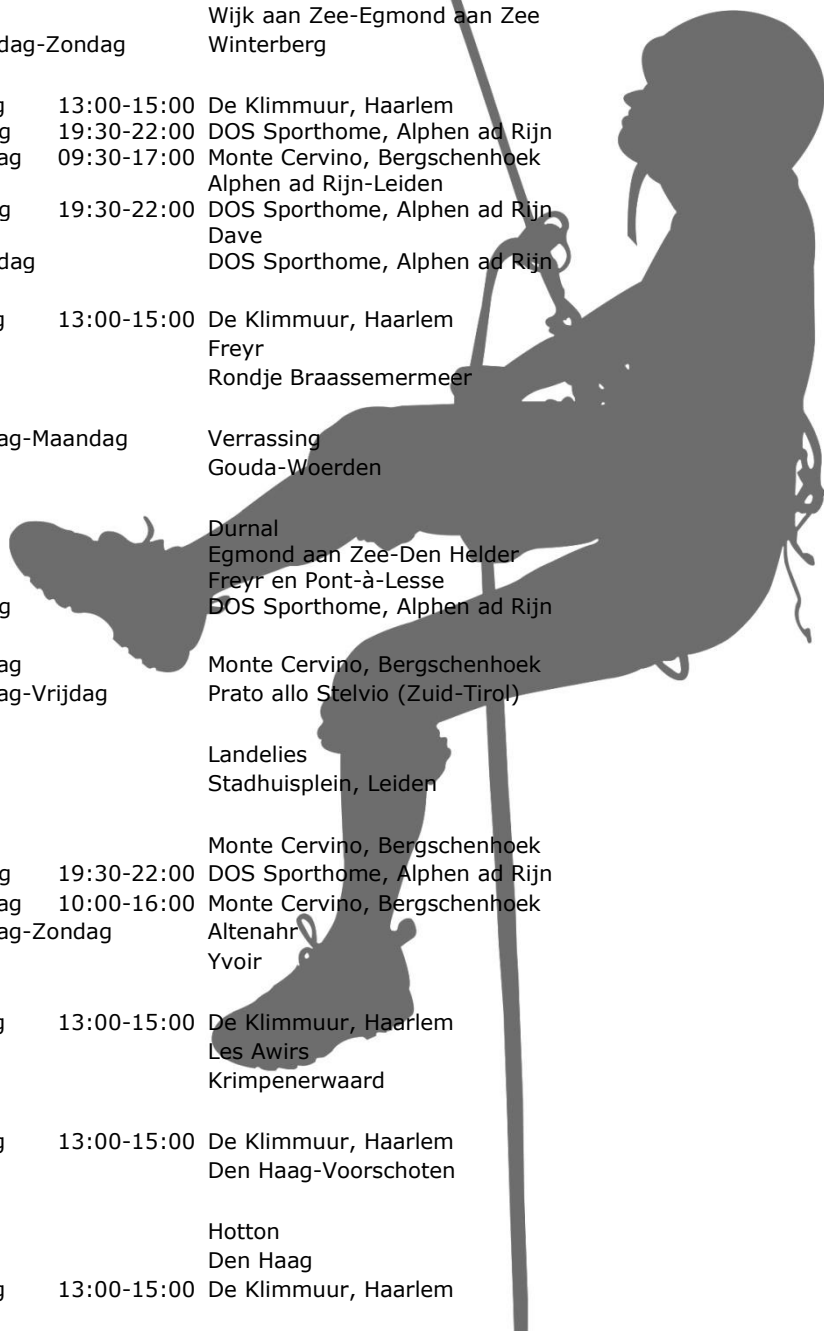 Wijk aan Zee-Egmond aan Zee
dag-Zondag Winterberg
g 13:00-15:00 De Klimmuur, Haarlem
g 19:30-22:00 DOS Sporthome, Alphen ad Rijn
ag 09:30-17:00 Monte Cervino, Bergschenhoek
Alphen ad Rijn-Leiden
g 19:30-22:00 DOS Sporthome, Alphen ad Rijn
Dave
dag DOS Sporthome, Alphen ad Rijn
g 13:00-15:00 De Klimmuur, Haarlem
Freyr
Rondje Braassemermeer
ag-Maandag Verrassing
Gouda-Woerden
Durnal
Egmond aan Zee-Den Helder
Freyr en Pont-à-Lesse
g DOS Sporthome, Alphen ad Rijn
ag Monte Cervino, Bergschenhoek
ag-Vrijdag Prato allo Stelvio (Zuid-Tirol)
Landelies
Stadhuisplein, Leiden
Monte Cervino, Bergschenhoek
g 19:30-22:00 DOS Sporthome, Alphen ad Rijn
ag 10:00-16:00 Monte Cervino, Bergschenhoek
ag-Zondag Altenahr
Yvoir
g 13:00-15:00 De Klimmuur, Haarlem
Les Awirs
Krimpenerwaard
g 13:00-15:00 De Klimmuur, Haarlem
Den Haag-Voorschoten
Hotton
Den Haag
g 13:00-15:00 De Klimmuur, Haarlem